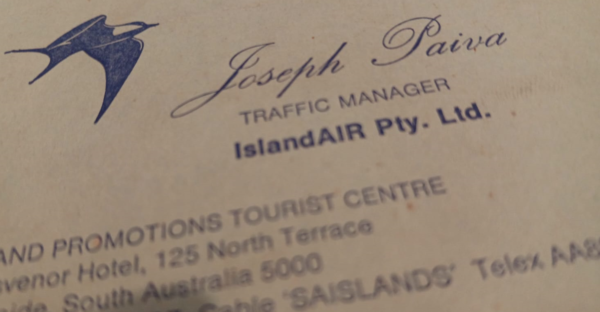 Joseph Paiva
TRAFFIC MANAGER
IslandAIR Pty. Ltd.
AND PROMOTIONS TOURIST CENTRE
venor Hotel, 125 North Terrace
South Australia 5000
Cable 'SAISLANDS' Telex